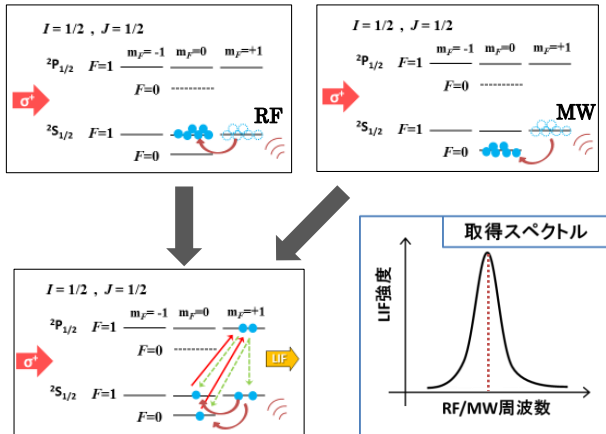 I = 1/2 , J = 1/2
m_F= -1 m_F=0 m_F= +1
²P₁/₂ F=1
F=0
σ⁺
RF
²S₁/₂ F=1
F=0
I = 1/2 , J = 1/2
m_F= -1 m_F=0 m_F= +1
²P₁/₂ F=1
F=0
σ⁺
MW
²S₁/₂ F=1
F=0
I = 1/2 , J = 1/2
m_F= -1 m_F=0 m_F=+1
²P₁/₂ F=1
F=0
σ⁺
LIF
²S₁/₂ F=1
F=0
取得スペクトル
LIF強度
RF/MW周波数